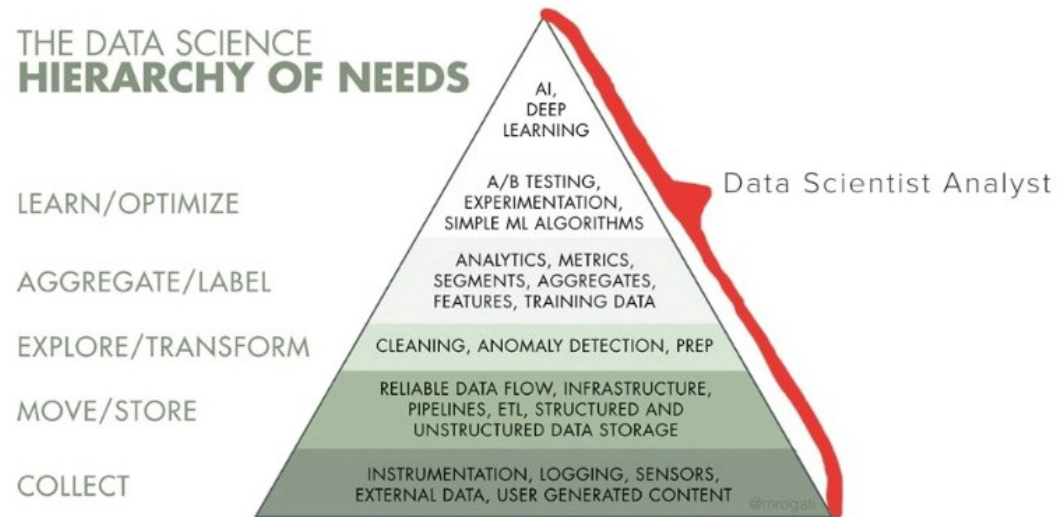 THE DATA SCIENCE
HIERARCHY OF NEEDS
AI,
DEEP
LEARNING
LEARN/OPTIMIZE
A/B TESTING,
EXPERIMENTATION,
SIMPLE ML ALGORITHMS
Data Scientist Analyst
AGGREGATE/LABEL
ANALYTICS, METRICS,
SEGMENTS, AGGREGATES,
FEATURES, TRAINING DATA
EXPLORE/TRANSFORM
CLEANING, ANOMALY DETECTION, PREP
MOVE/STORE
RELIABLE DATA FLOW, INFRASTRUCTURE,
PIPELINES, ETL, STRUCTURED AND
UNSTRUCTURED DATA STORAGE
COLLECT
INSTRUMENTATION, LOGGING, SENSORS,
EXTERNAL DATA, USER GENERATED CONTENT
@mrogati